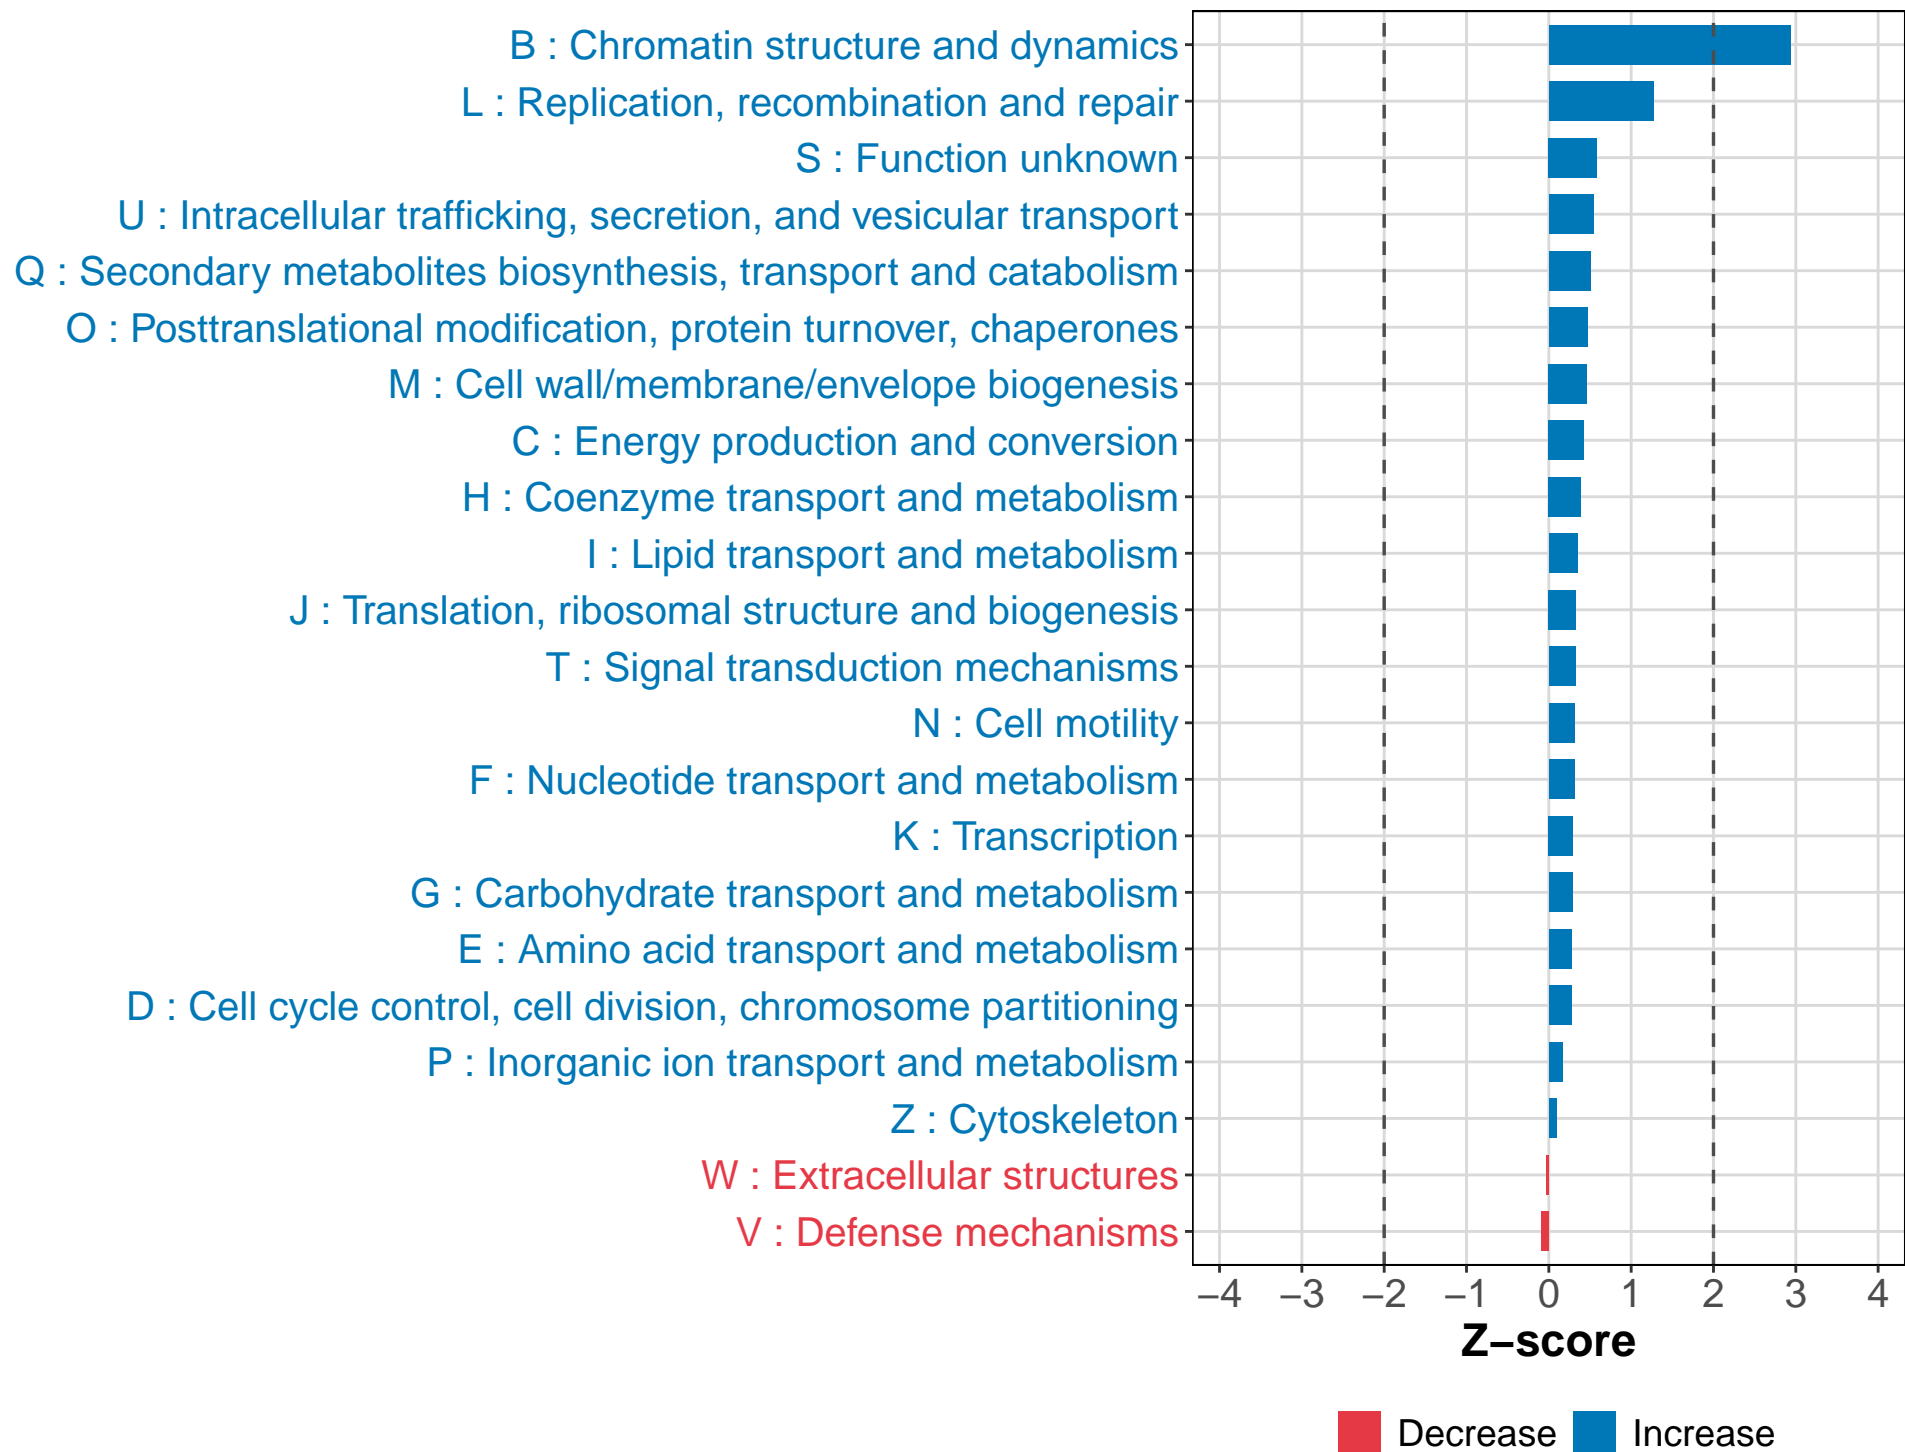 B : Chromatin structure and dynamics
L : Replication, recombination and repair
S : Function unknown
U : Intracellular trafficking, secretion, and vesicular transport
Q : Secondary metabolites biosynthesis, transport and catabolism
O : Posttranslational modification, protein turnover, chaperones
M : Cell wall/membrane/envelope biogenesis
C : Energy production and conversion
H : Coenzyme transport and metabolism
I : Lipid transport and metabolism
J : Translation, ribosomal structure and biogenesis
T : Signal transduction mechanisms
N : Cell motility
F : Nucleotide transport and metabolism
K : Transcription
G : Carbohydrate transport and metabolism
E : Amino acid transport and metabolism
D : Cell cycle control, cell division, chromosome partitioning
P : Inorganic ion transport and metabolism
Z : Cytoskeleton
W : Extracellular structures
V : Defense mechanisms
−4 −3 −2 −1 0 1 2 3 4
Z−score
Decrease Increase